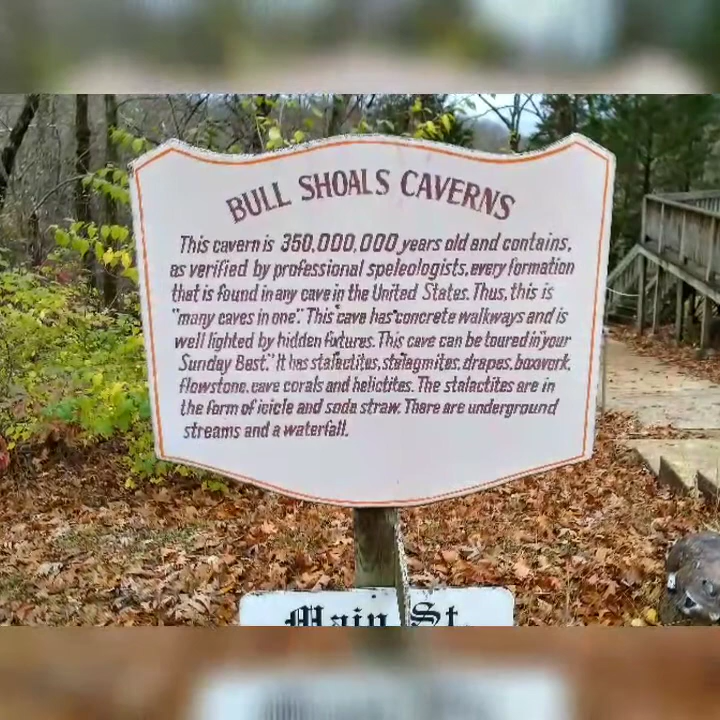 BULL SHOALS CAVERNS
This cavern is 350,000,000 years old and contains,
as verified by professional speleologists, every formation
that is found in any cave in the United States. Thus, this is
"many caves in one". This cave has concrete walkways and is
well lighted by hidden fixtures. This cave can be toured in "your
Sunday Best." It has stalactites, stalagmites, drapes, boxwork,
flowstone, cave corals and helictites. The stalactites are in
the form of icicle and soda straw. There are underground
streams and a waterfall.
Main St.